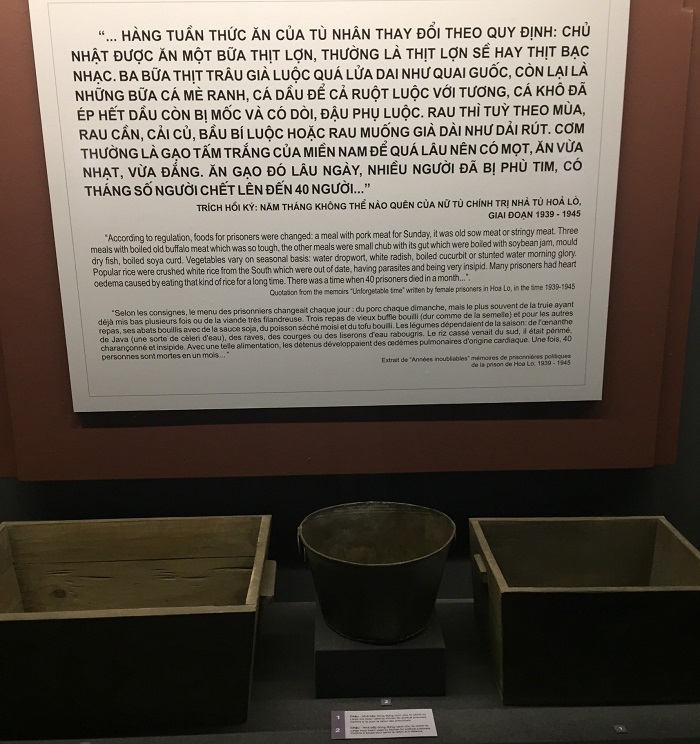 “... HÀNG TUẦN THỨC ĂN CỦA TÙ NHÂN THAY ĐỔI THEO QUY ĐỊNH: CHỦ
NHẬT ĐƯỢC ĂN MỘT BỮA THỊT LỢN, THƯỜNG LÀ THỊT LỢN SỀ HAY THỊT BẠC
NHẠC. BA BỮA THỊT TRÂU GIÀ LUỘC QUÁ LỬA DAI NHƯ QUAI GUỐC, CÒN LẠI LÀ
NHỮNG BỮA CÁ MÈ RANH, CÁ DẦU ĐỂ CẢ RUỘT LUỘC VỚI TƯƠNG, CÁ KHÔ ĐÃ
ÉP HẾT DẦU CÒN BỊ MỐC VÀ CÓ DÒI, ĐẬU PHỤ LUỘC. RAU THÌ TUỲ THEO MÙA,
RAU CẦN, CẢI CỦ, BẦU BÍ LUỘC HOẶC RAU MUỐNG GIÀ DÀI NHƯ DẢI RÚT. CƠM
THƯỜNG LÀ GẠO TẤM TRẮNG CỦA MIỀN NAM ĐỂ QUÁ LÂU NÊN CÓ MỌT, ĂN VỪA
NHẠT, VỪA ĐẮNG. ĂN GẠO ĐÓ LÂU NGÀY, NHIỀU NGƯỜI ĐÃ BỊ PHÙ TIM, CÓ
THÁNG SỐ NGƯỜI CHẾT LÊN ĐẾN 40 NGƯỜI...”
TRÍCH HỒI KÝ: NĂM THÁNG KHÔNG THỂ NÀO QUÊN CỦA NỮ TÙ CHÍNH TRỊ NHÀ TÙ HOẢ LÒ,
GIAI ĐOẠN 1939 - 1945
“According to regulation, foods for prisoners were changed: a meal with pork meat for Sunday, it was old sow meat or stringy meat. Three
meals with boiled old buffalo meat which was so tough, the other meals were small chub with its gut which were boiled with soybean jam, mould
dry fish, boiled soya curd. Vegetables vary on seasonal basis: water dropwort, white radish, boiled cucurbit or stunted water morning glory.
Popular rice were crushed white rice from the South which were out of date, having parasites and being very insipid. Many prisoners had heart
oedema caused by eating that kind of rice for a long time. There was a time when 40 prisoners died in a month...”.
Quotation from the memoirs “Unforgetable time” written by female prisoners in Hoa Lo, in the time 1939-1945
“Selon les consignes, le menu des prisonniers changeait chaque jour : du porc chaque dimanche, mais le plus souvent de la truie ayant
déjà mis bas plusieurs fois ou de la viande très filandreuse. Trois repas de vieux buffle bouilli (dur comme de la semelle) et pour les autres
repas, ses abats bouillis avec de la sauce soja, du poisson séché moisi et du tofu bouilli. Les légumes dépendaient de la saison: de l'œnanthe
de Java (une sorte de céleri d'eau), des raves, des courges ou des liserons d'eau rabougris. Le riz cassé venait du sud, il était périmé,
charançonné et insipide. Avec une telle alimentation, les détenus développaient des œdèmes pulmonaires d'origine cardiaque. Une fois, 40
personnes sont mortes en un mois...”
Extrait de “Années inoubliables” mémoires de prisonnières politiques
de la prison de Hoa Lo, 1939 - 1945
2
1
1
2